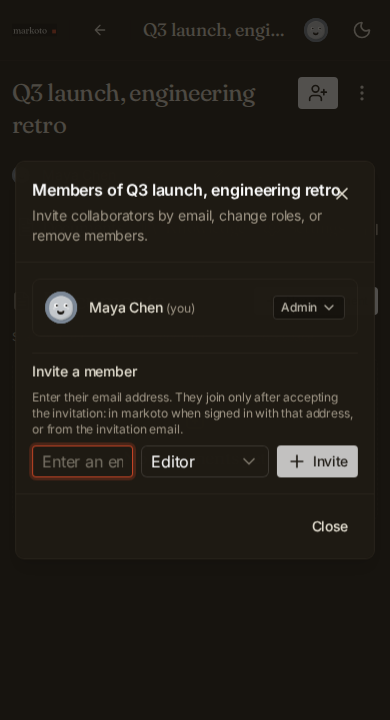 markoto
Q3 launch, engi...
Q3 launch, engineering
retro
Members of Q3 launch, engineering retro
Invite collaborators by email, change roles, or
remove members.
Maya Chen (you)
Admin
Invite a member
Enter their email address. They join only after accepting
the invitation: in markoto when signed in with that address,
or from the invitation email.
Enter an en
Editor
Invite
Close